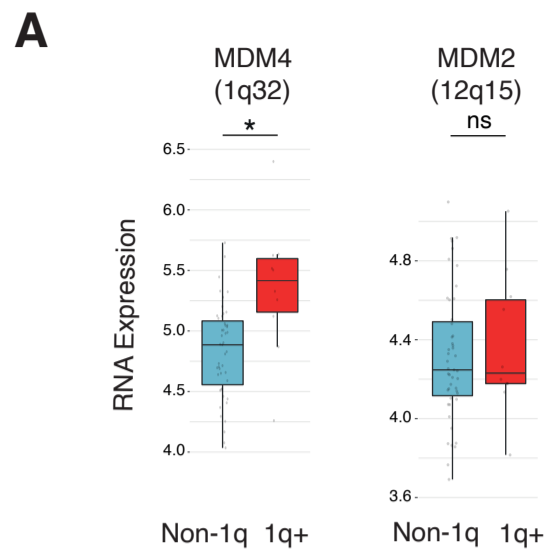 A
MDM4
(1q32)
*
MDM2
(12q15)
ns
RNA Expression
6.5
6.0
5.5
5.0
4.5
4.0
4.8
4.4
4.0
3.6
Non-1q 1q+
Non-1q 1q+